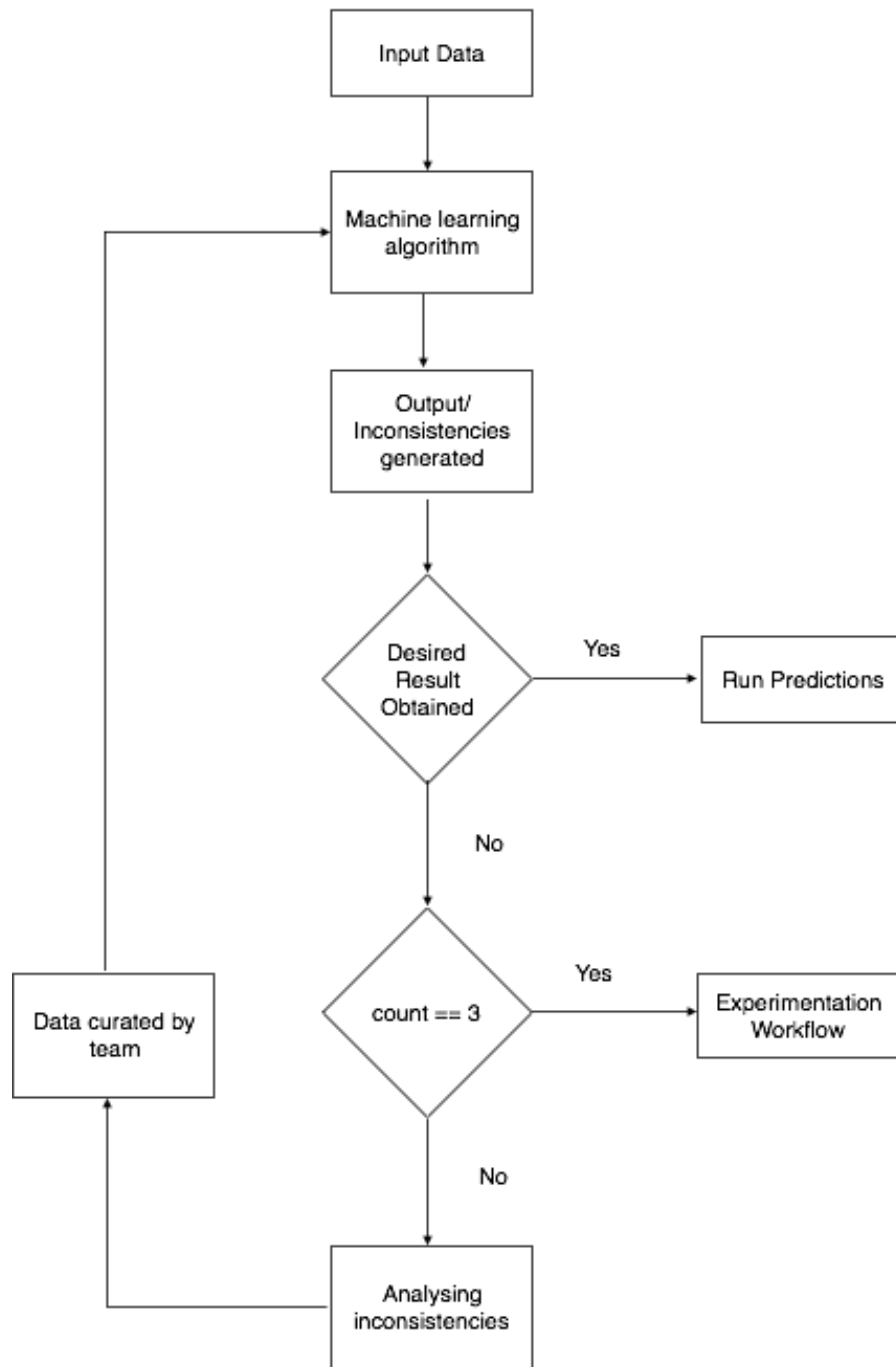 Input Data
Machine learning
algorithm
Output/
Inconsistencies
generated
Desired
Result
Obtained
Yes
Run Predictions
No
count == 3
Yes
Experimentation
Workflow
Data curated by
team
No
Analysing
inconsistencies